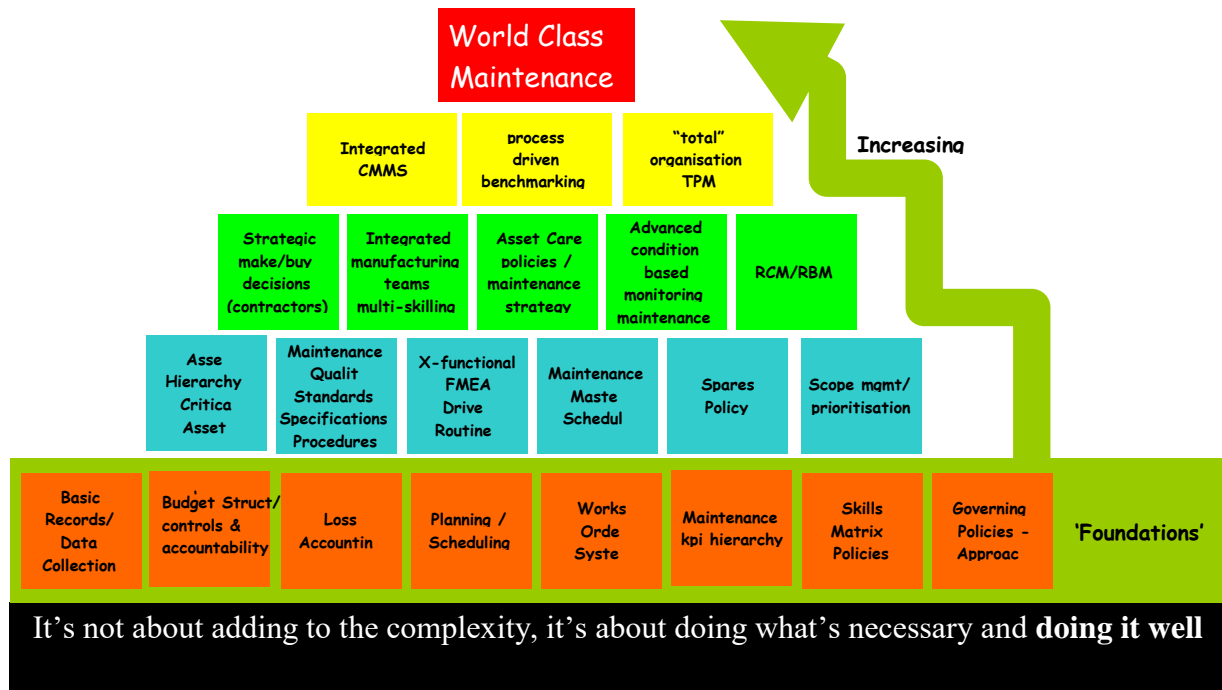 World Class
Maintenance
Increasing
Integrated
CMMS
process
driven
benchmarking
“total”
organisation
TPM
Strategic
make/buy
decisions
(contractors)
Integrated
manufacturing
teams
multi-skilling
Asset Care
policies /
maintenance
strategy
Advanced
condition
based
monitoring
maintenance
RCM/RBM
Asse
Hierarchy
Critica
Asset
Maintenance
Qualit
Standards
Specifications
Procedures
X-functional
FMEA
Drive
Routine
Maintenance
Maste
Schedul
Spares
Policy
Scope mgmt/
prioritisation
Basic
Records/
Data
Collection
Budget Struct/
controls &
accountability
Loss
Accountin
Planning /
Scheduling
Works
Orde
Syste
Maintenance
kpi hierarchy
Skills
Matrix
Policies
Governing
Policies -
Approac
‘Foundations’
It’s not about adding to the complexity, it’s about doing what’s necessary and doing it well